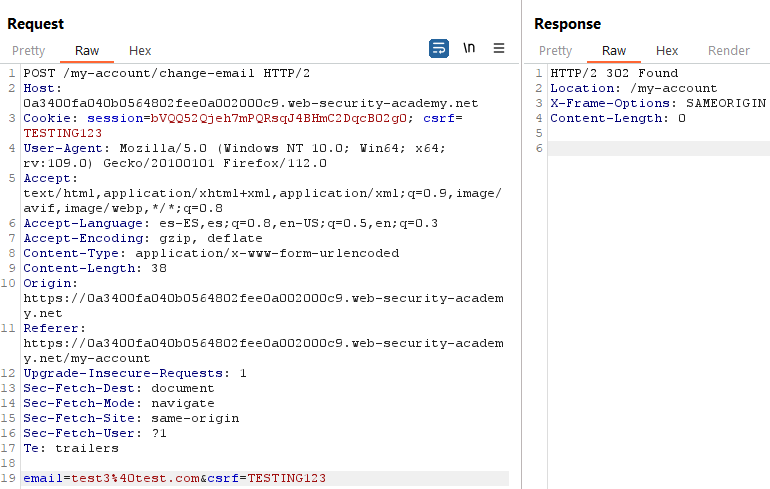 Request
Pretty Raw Hex
\n
1 POST /my-account/change-email HTTP/2
2 Host:
0a3400fa040b0564802fee0a002000c9.web-security-academy.net
3 Cookie: session=bVQQ52Qjeh7mPQRsqJ4BHmC2DqcB02g0; csrf=
TESTING123
4 User-Agent: Mozilla/5.0 (Windows NT 10.0; Win64; x64;
rv:109.0) Gecko/20100101 Firefox/112.0
5 Accept:
text/html,application/xhtml+xml,application/xml;q=0.9,image/
avif,image/webp,*/*;q=0.8
6 Accept-Language: es-ES,es;q=0.8,en-US;q=0.5,en;q=0.3
7 Accept-Encoding: gzip, deflate
8 Content-Type: application/x-www-form-urlencoded
9 Content-Length: 38
10 Origin:
https://0a3400fa040b0564802fee0a002000c9.web-security-academ
y.net
11 Referer:
https://0a3400fa040b0564802fee0a002000c9.web-security-academ
y.net/my-account
12 Upgrade-Insecure-Requests: 1
13 Sec-Fetch-Dest: document
14 Sec-Fetch-Mode: navigate
15 Sec-Fetch-Site: same-origin
16 Sec-Fetch-User: ?1
17 Te: trailers
18
19 email=test3%40test.com&csrf=TESTING123
Response
Pretty Raw Hex Render
1 HTTP/2 302 Found
2 Location: /my-account
3 X-Frame-Options: SAMEORIGIN
4 Content-Length: 0
5
6